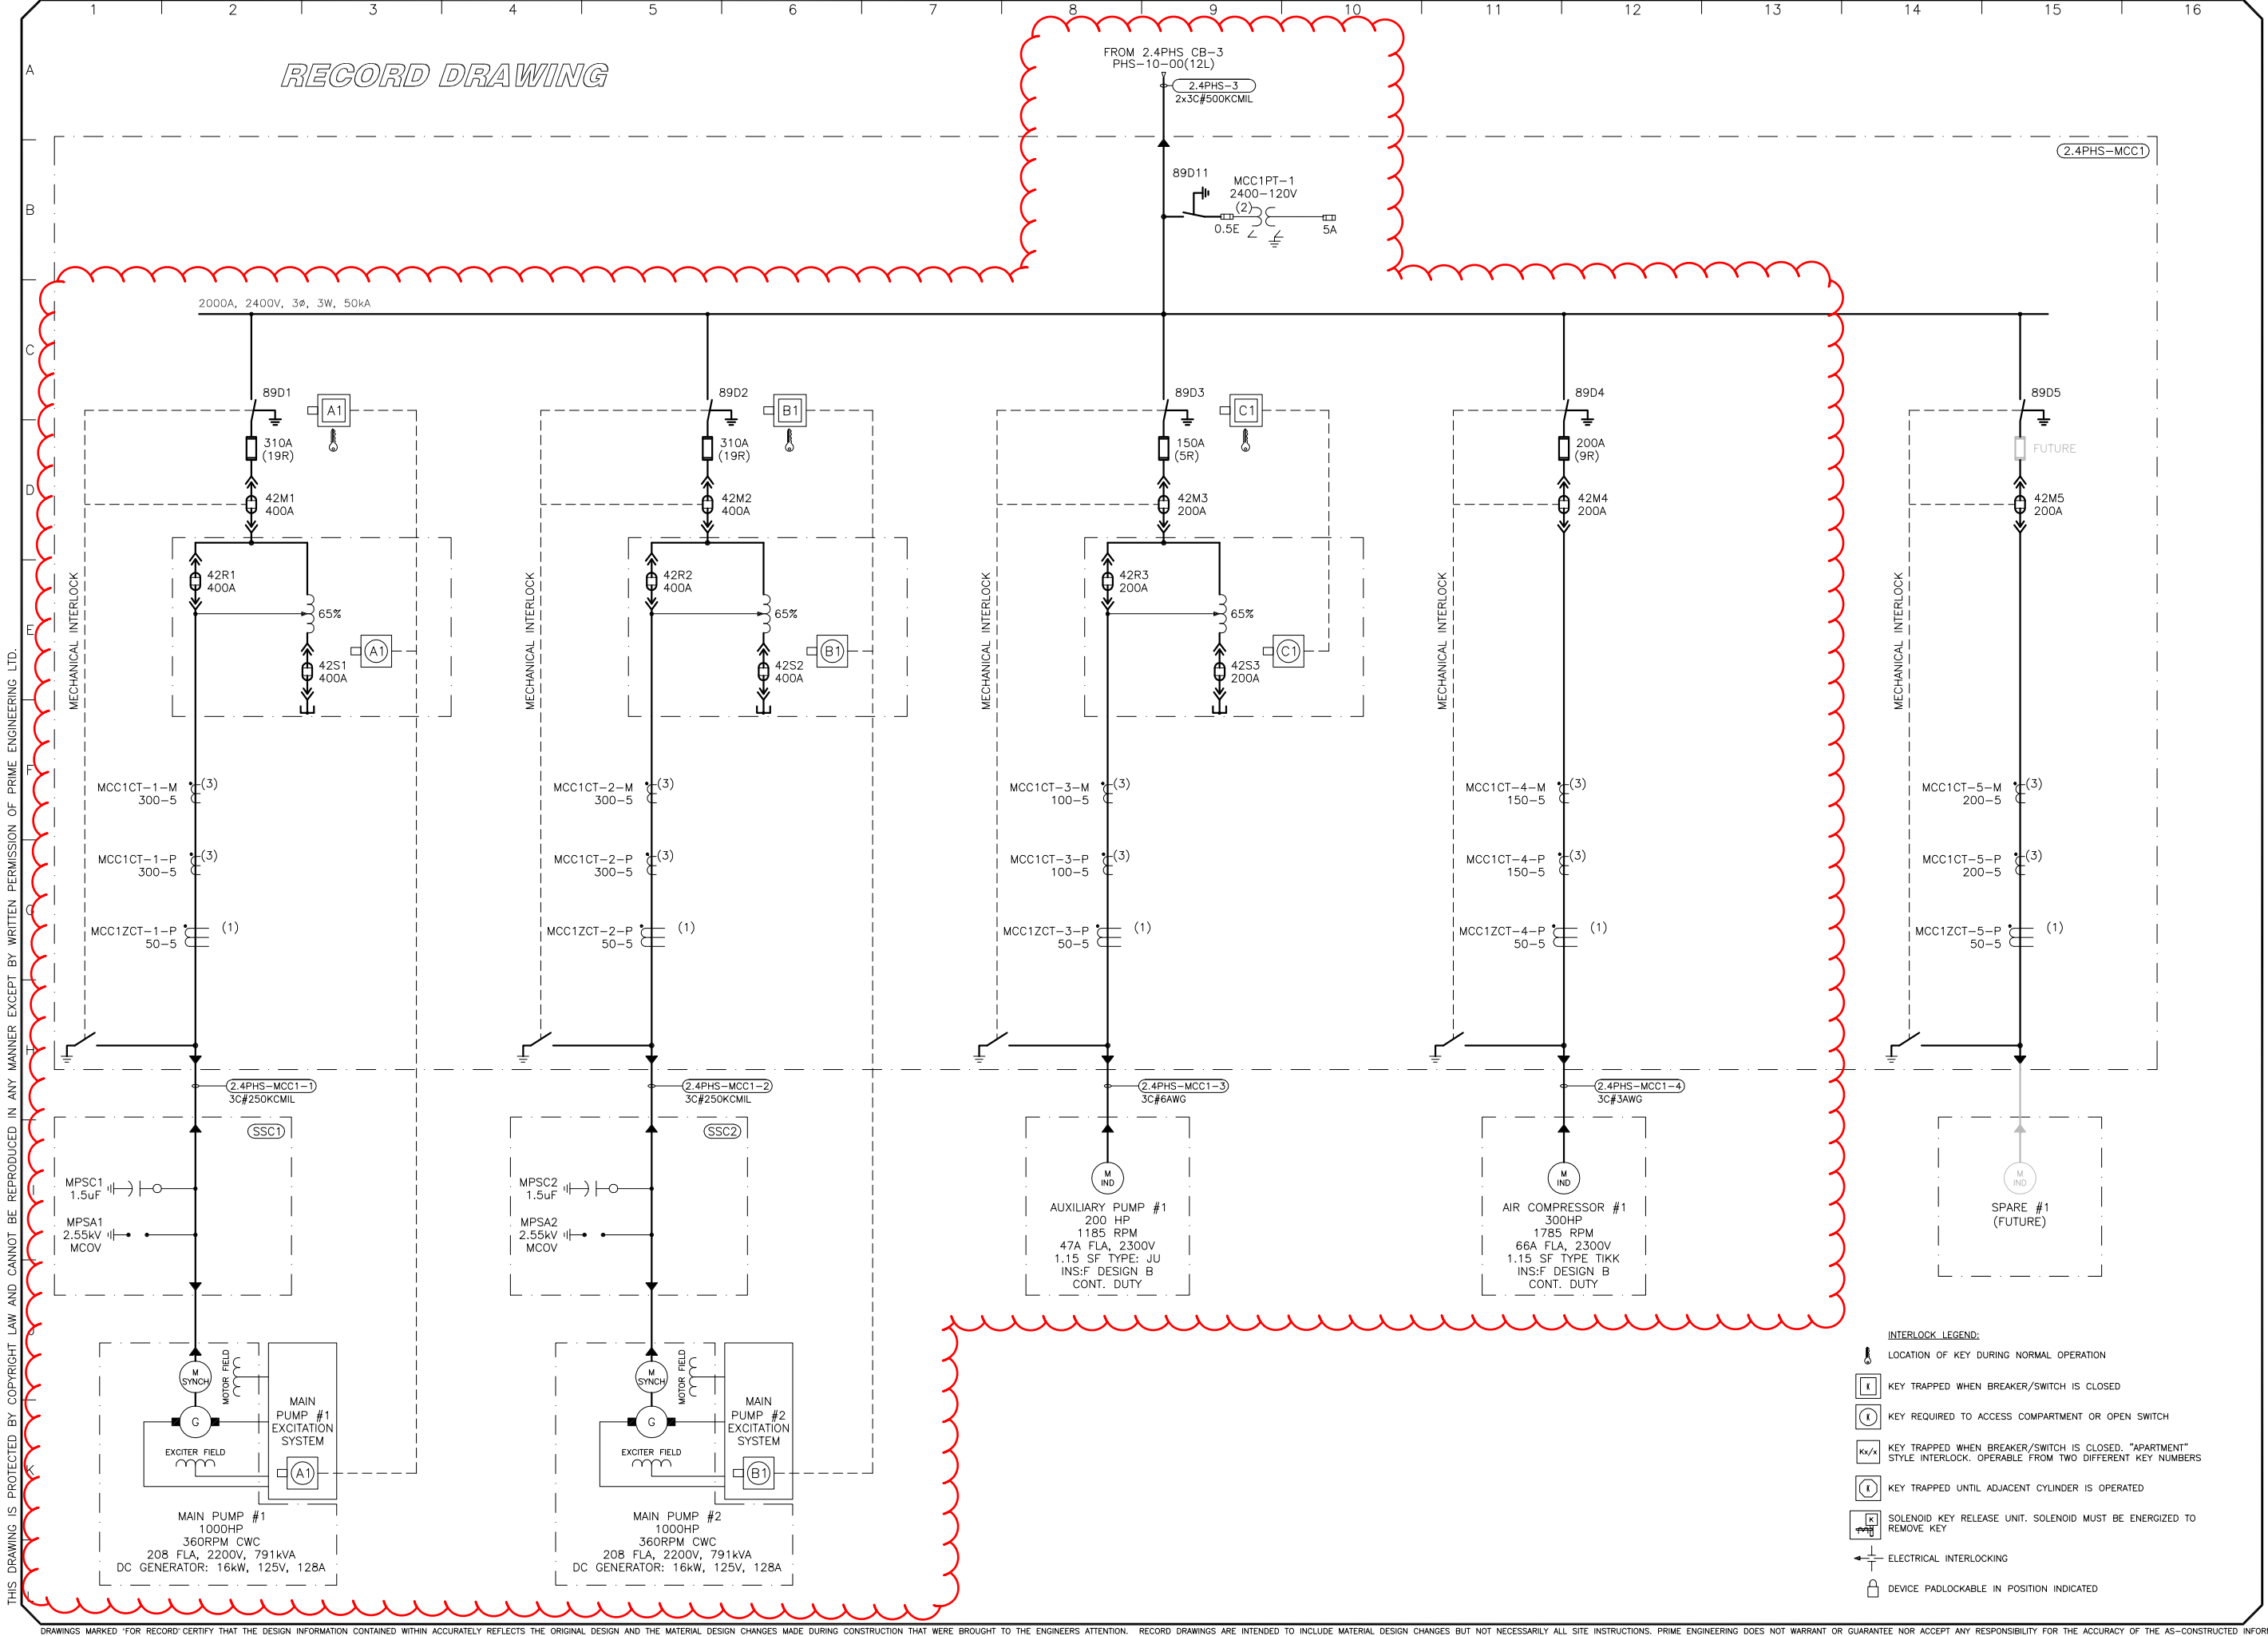 1 2 3 4 5 6 7 8 9 10 11 12 13 14 15 16
A
B
C
D
E
F
G
H
I
J
K
L
RECORD DRAWING
FROM 2.4PHS CB-3
PHS-10-00(12L)
2.4PHS-3
2x3C#500KCMIL
2.4PHS-MCC1
89D11
MCC1PT-1
2400-120V
(2)
0.5E
5A
2000A, 2400V, 3ø, 3W, 50kA
89D1
A1
310A
(19R)
42M1
400A
42R1
400A
65%
A1
42S1
400A
MECHANICAL INTERLOCK
MCC1CT-1-M (3)
300-5
MCC1CT-1-P (3)
300-5
MCC1ZCT-1-P (1)
50-5
2.4PHS-MCC1-1
3C#250KCMIL
SSC1
MPSC1
1.5uF
MPSA1
2.55kV
MCOV
M
SYNCH
MOTOR FIELD
G
EXCITER FIELD
MAIN
PUMP #1
EXCITATION
SYSTEM
A1
MAIN PUMP #1
1000HP
360RPM CWC
208 FLA, 2200V, 791kVA
DC GENERATOR: 16kW, 125V, 128A
89D2
B1
310A
(19R)
42M2
400A
42R2
400A
65%
B1
42S2
400A
MECHANICAL INTERLOCK
MCC1CT-2-M (3)
300-5
MCC1CT-2-P (3)
300-5
MCC1ZCT-2-P (1)
50-5
2.4PHS-MCC1-2
3C#250KCMIL
SSC2
MPSC2
1.5uF
MPSA2
2.55kV
MCOV
M
SYNCH
MOTOR FIELD
G
EXCITER FIELD
MAIN
PUMP #2
EXCITATION
SYSTEM
B1
MAIN PUMP #2
1000HP
360RPM CWC
208 FLA, 2200V, 791kVA
DC GENERATOR: 16kW, 125V, 128A
89D3
C1
150A
(5R)
42M3
200A
42R3
200A
65%
C1
42S3
200A
MECHANICAL INTERLOCK
MCC1CT-3-M (3)
100-5
MCC1CT-3-P (3)
100-5
MCC1ZCT-3-P (1)
50-5
2.4PHS-MCC1-3
3C#6AWG
M
IND
AUXILIARY PUMP #1
200 HP
1185 RPM
47A FLA, 2300V
1.15 SF TYPE: JU
INS:F DESIGN B
CONT. DUTY
89D4
200A
(9R)
42M4
200A
MECHANICAL INTERLOCK
MCC1CT-4-M (3)
150-5
MCC1CT-4-P (3)
150-5
MCC1ZCT-4-P (1)
50-5
2.4PHS-MCC1-4
3C#3AWG
M
IND
AIR COMPRESSOR #1
300HP
1785 RPM
66A FLA, 2300V
1.15 SF TYPE TIKK
INS:F DESIGN B
CONT. DUTY
89D5
FUTURE
42M5
200A
MECHANICAL INTERLOCK
MCC1CT-5-M (3)
200-5
MCC1CT-5-P (3)
200-5
MCC1ZCT-5-P (1)
50-5
M
IND
SPARE #1
(FUTURE)
INTERLOCK LEGEND:
LOCATION OF KEY DURING NORMAL OPERATION
K KEY TRAPPED WHEN BREAKER/SWITCH IS CLOSED
K KEY REQUIRED TO ACCESS COMPARTMENT OR OPEN SWITCH
Kx/x KEY TRAPPED WHEN BREAKER/SWITCH IS CLOSED. "APARTMENT"
STYLE INTERLOCK. OPERABLE FROM TWO DIFFERENT KEY NUMBERS
K KEY TRAPPED UNTIL ADJACENT CYLINDER IS OPERATED
K SOLENOID KEY RELEASE UNIT. SOLENOID MUST BE ENERGIZED TO
REMOVE KEY
ELECTRICAL INTERLOCKING
DEVICE PADLOCKABLE IN POSITION INDICATED
THIS DRAWING IS PROTECTED BY COPYRIGHT LAW AND CANNOT BE REPRODUCED IN ANY MANNER EXCEPT BY WRITTEN PERMISSION OF PRIME ENGINEERING LTD.
DRAWINGS MARKED 'FOR RECORD' CERTIFY THAT THE DESIGN INFORMATION CONTAINED WITHIN ACCURATELY REFLECTS THE ORIGINAL DESIGN AND THE MATERIAL DESIGN CHANGES MADE DURING CONSTRUCTION THAT WERE BROUGHT TO THE ENGINEERS ATTENTION. RECORD DRAWINGS ARE INTENDED TO INCLUDE MATERIAL DESIGN CHANGES BUT NOT NECESSARILY ALL SITE INSTRUCTIONS. PRIME ENGINEERING DOES NOT WARRANT OR GUARANTEE NOR ACCEPT ANY RESPONSIBILITY FOR THE ACCURACY OF THE AS-CONSTRUCTED